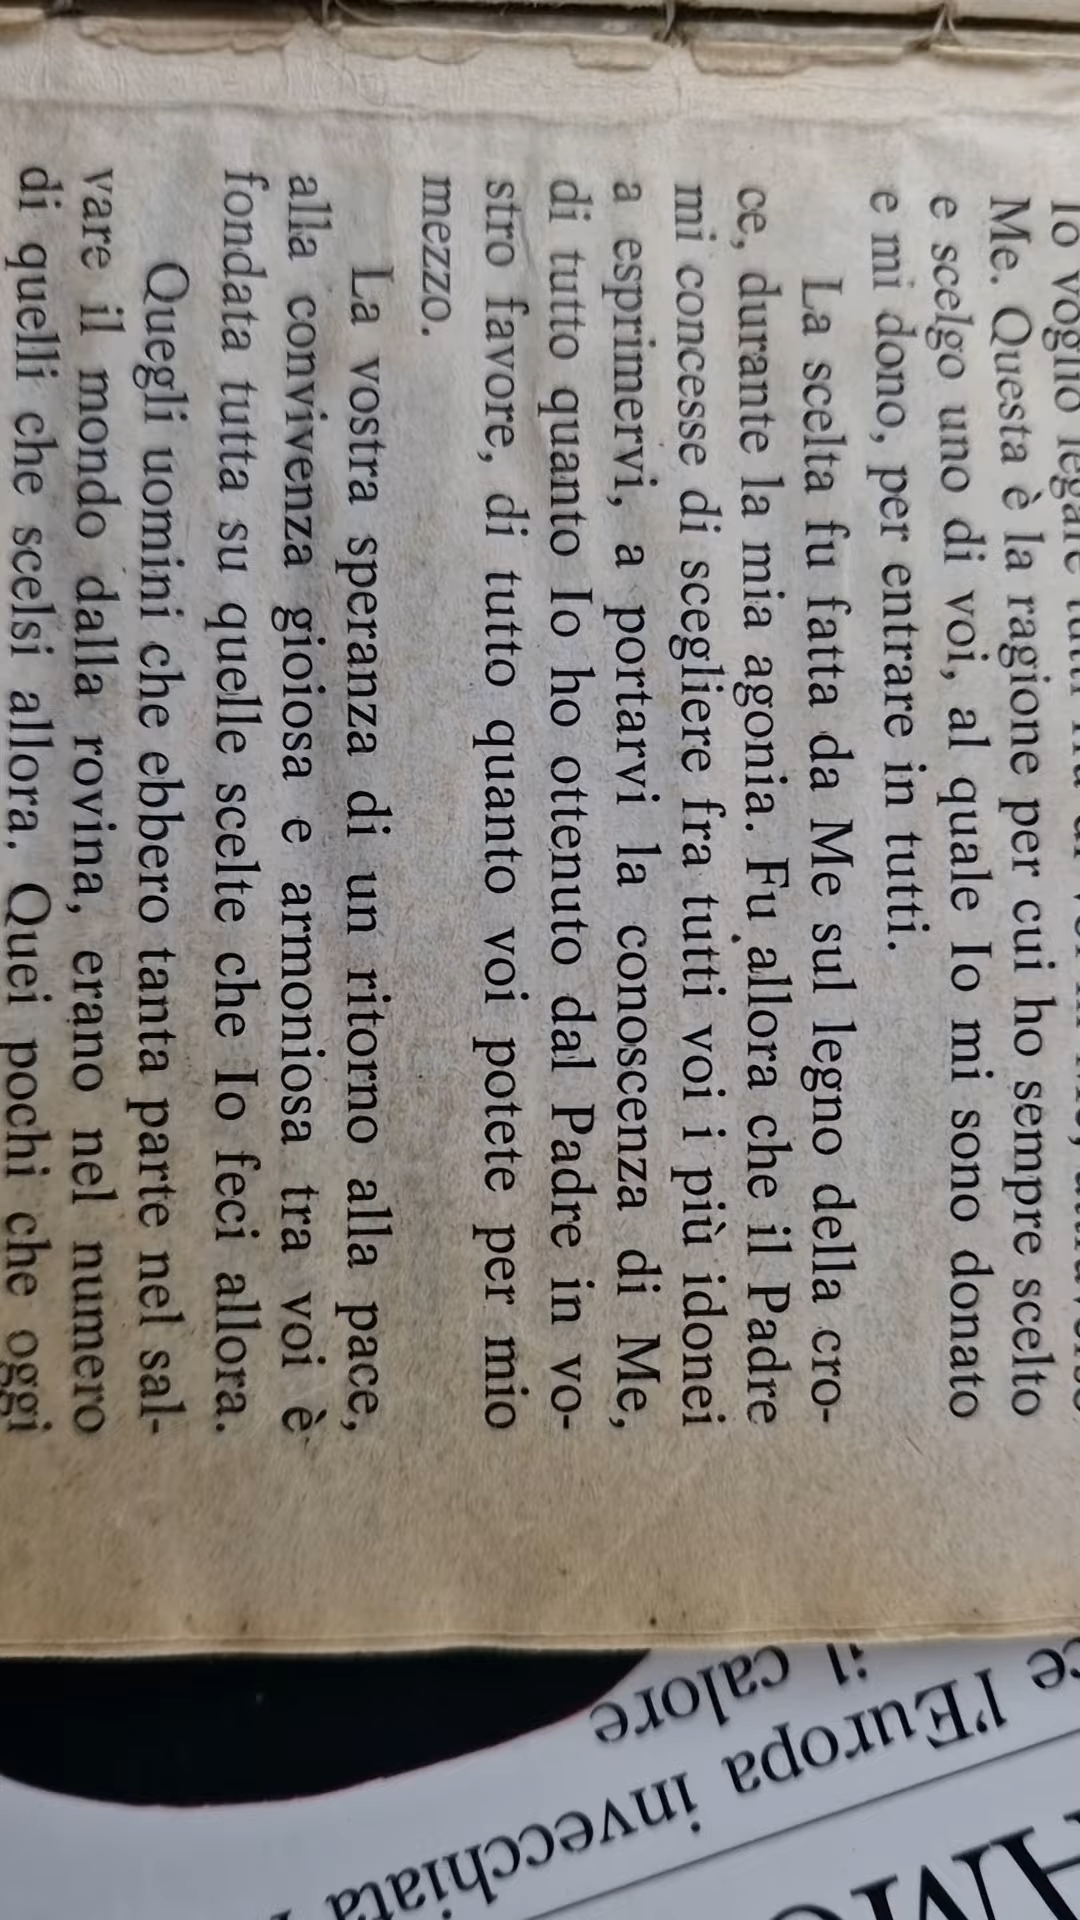 Io voglio legare tutti
Me. Questa è la ragione per cui ho sempre scelto
e scelgo uno di voi, al quale Io mi sono donato
e mi dono, per entrare in tutti.
La scelta fu fatta da Me sul legno della cro-
ce, durante la mia agonia. Fu allora che il Padre
mi concesse di scegliere fra tutti voi i più idonei
a esprimervi, a portarvi la conoscenza di Me,
di tutto quanto Io ho ottenuto dal Padre in vo-
stro favore, di tutto quanto voi potete per mio
mezzo.
La vostra speranza di un ritorno alla pace,
alla convivenza gioiosa e armoniosa tra voi è
fondata tutta su quelle scelte che Io feci allora.
Quegli uomini che ebbero tanta parte nel sal-
vare il mondo dalla rovina, erano nel numero
di quelli che scelsi allora. Quei pochi che oggi
l'Europa invecchiata
il calore